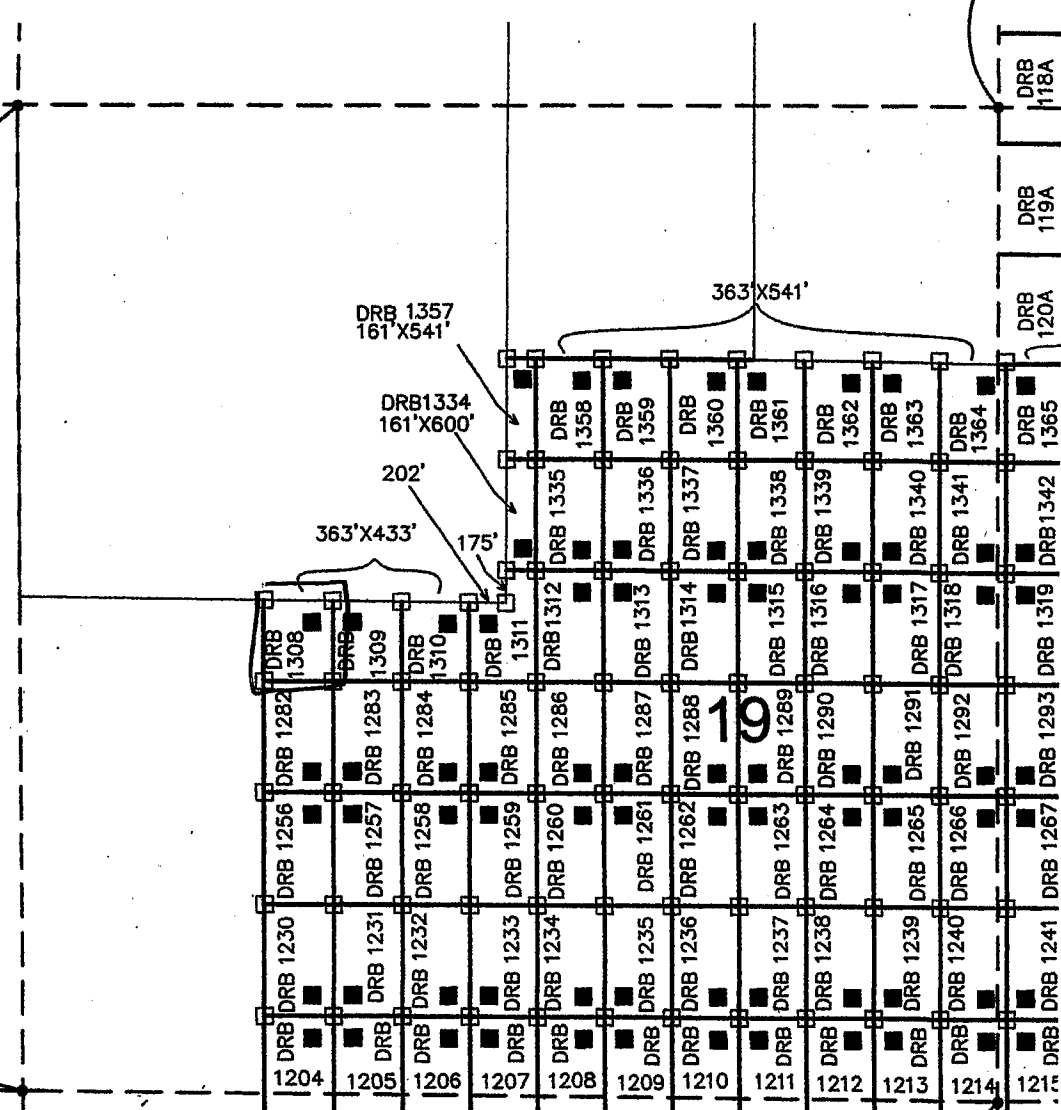 DRB
118A
DRB
119A
DRB
120A
363'X541'
DRB 1357
161'X541'
DRB1334
161'X600'
202'
363'X433'
175'
DRB
1358
DRB
1359
DRB
1360
DRB
1361
DRB
1362
DRB
1363
DRB
1364
DRB
1365
DRB 1335
DRB 1336
DRB 1337
DRB 1338
DRB 1339
DRB 1340
DRB 1341
DRB1342
DRB
1308
DRB
1309
DRB
1310
DRB
1311
DRB1312
DRB 1313
DRB 1314
DRB 1315
DRB 1316
DRB 1317
DRB 1318
DRB 1319
DRB 1282
DRB 1283
DRB 1284
DRB 1285
DRB 1286
DRB 1287
DRB 1288
19
DRB 1289
DRB 1290
DRB 1291
DRB 1292
DRB 1293
DRB 1256
DRB 1257
DRB 1258
DRB 1259
DRB 1260
DRB 1261
DRB 1262
DRB 1263
DRB 1264
DRB 1265
DRB 1266
DRB 1267
DRB 1230
DRB 1231
DRB 1232
DRB 1233
DRB 1234
DRB 1235
DRB 1236
DRB 1237
DRB 1238
DRB 1239
DRB 1240
DRB 1241
DRB
1204
DRB
1205
DRB
1206
DRB
1207
DRB
1208
DRB
1209
DRB
1210
DRB
1211
DRB
1212
DRB
1213
DRB
1214
DRB
1215